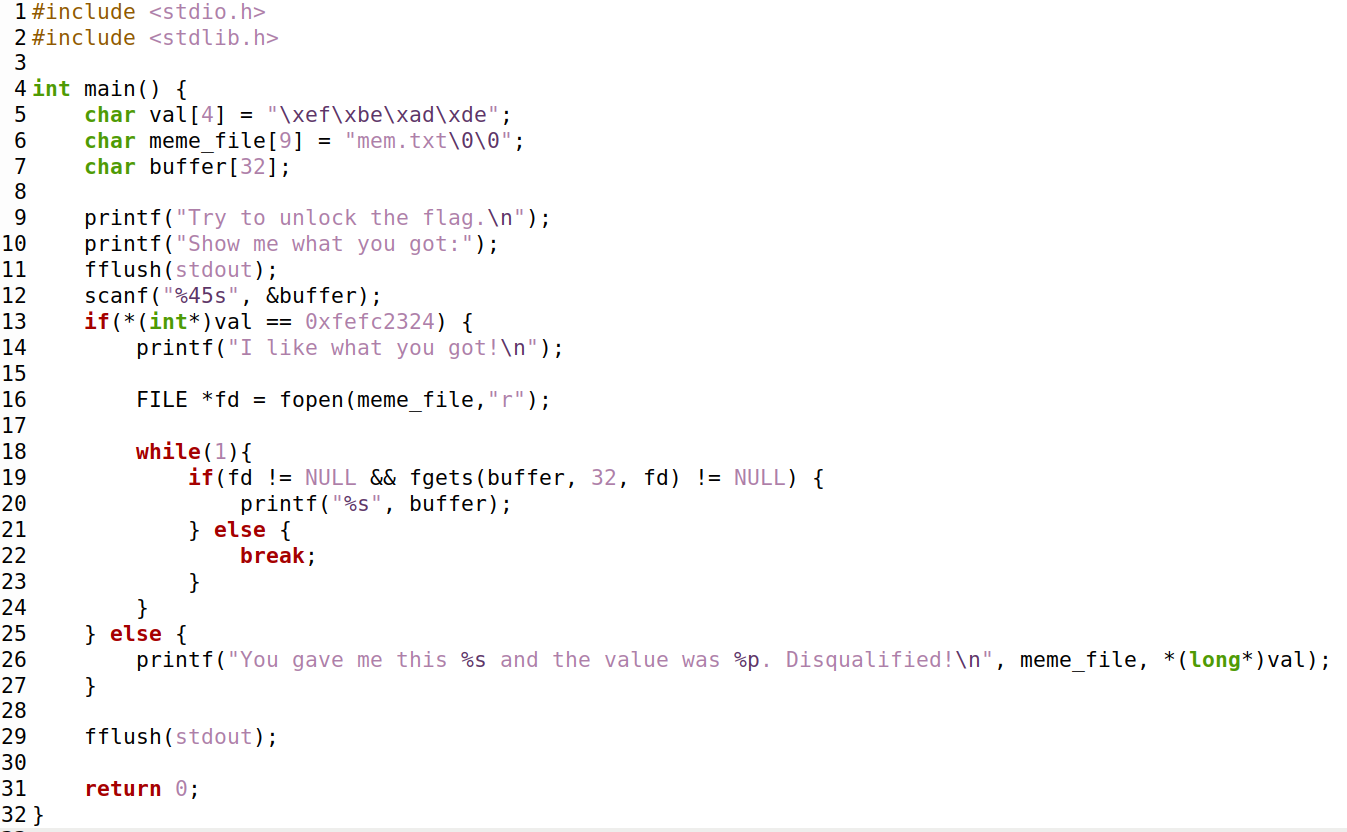 1 #include <stdio.h>
2 #include <stdlib.h>
3
4 int main() {
5     char val[4] = "\xef\xbe\xad\xde";
6     char meme_file[9] = "mem.txt\0\0";
7     char buffer[32];
8
9     printf("Try to unlock the flag.\n");
10     printf("Show me what you got:");
11     fflush(stdout);
12     scanf("%45s", &buffer);
13     if(*(int*)val == 0xfefc2324) {
14         printf("I like what you got!\n");
15
16         FILE *fd = fopen(meme_file,"r");
17
18         while(1){
19             if(fd != NULL && fgets(buffer, 32, fd) != NULL) {
20                 printf("%s", buffer);
21             } else {
22                 break;
23             }
24         }
25     } else {
26         printf("You gave me this %s and the value was %p. Disqualified!\n", meme_file, *(long*)val);
27     }
28
29     fflush(stdout);
30
31     return 0;
32 }